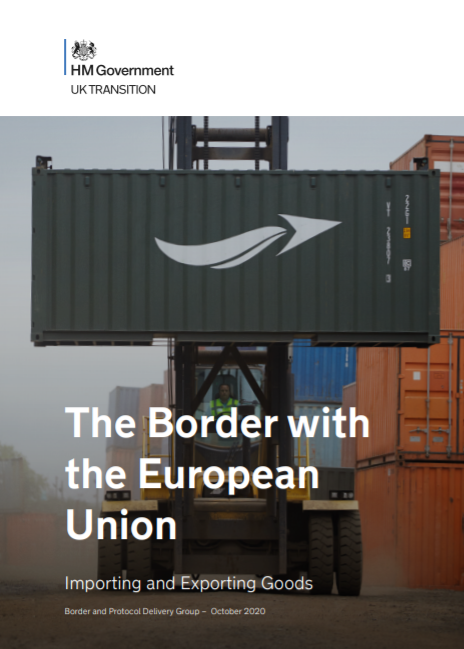 HM Government
UK TRANSITION
The Border with
the European
Union
Importing and Exporting Goods
Border and Protocol Delivery Group – October 2020